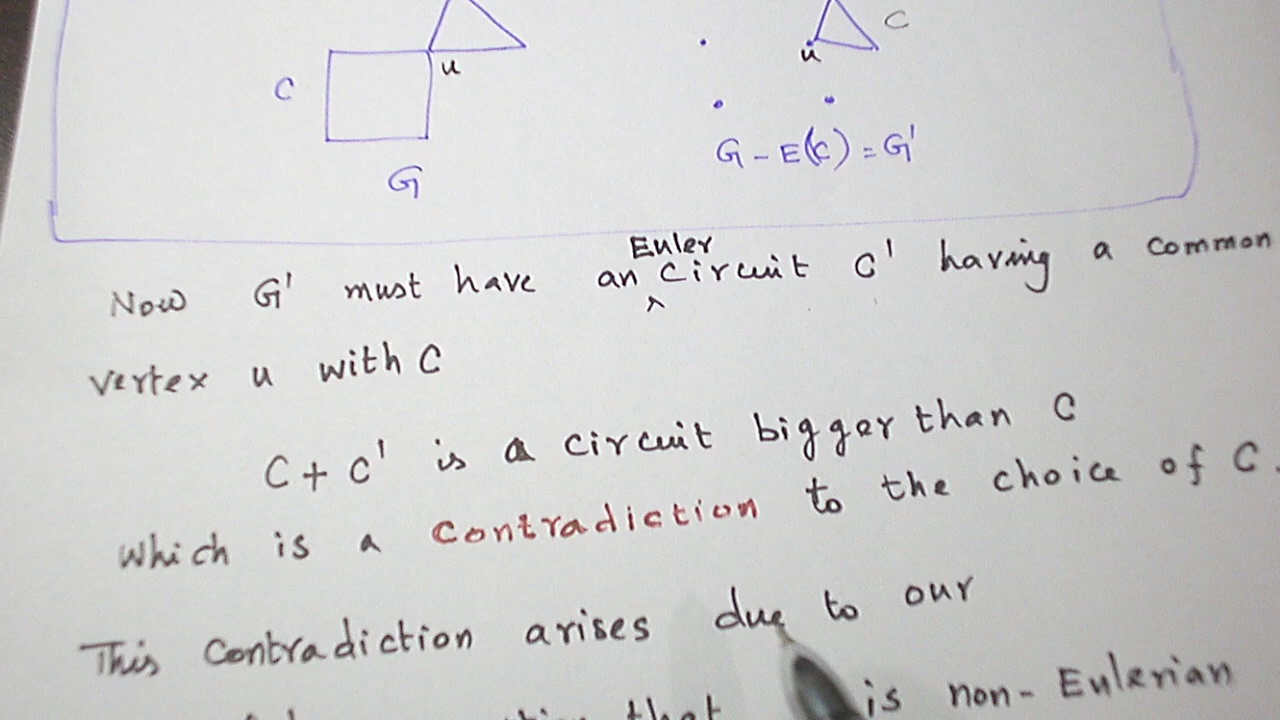 C
u
u
C
G - E(C) = G'
G
Euler
Now G' must have an ^ Circuit C' having a common
vertex u with C
C + C' is a circuit bigger than C
Which is a contradiction to the choice of C.
This contradiction arises due to our
that is non-Eulerian